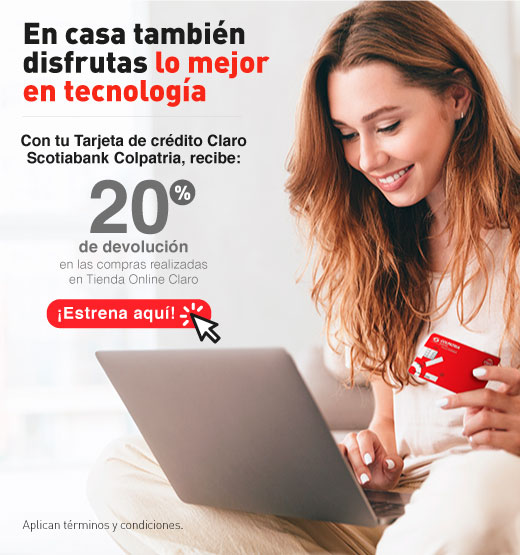 En casa también
disfrutas lo mejor
en tecnología
Con tu Tarjeta de crédito Claro
Scotiabank Colpatria, recibe:
20%
de devolución
en las compras realizadas
en Tienda Online Claro
¡Estrena aquí!
COLPATRIA
Aplican términos y condiciones.